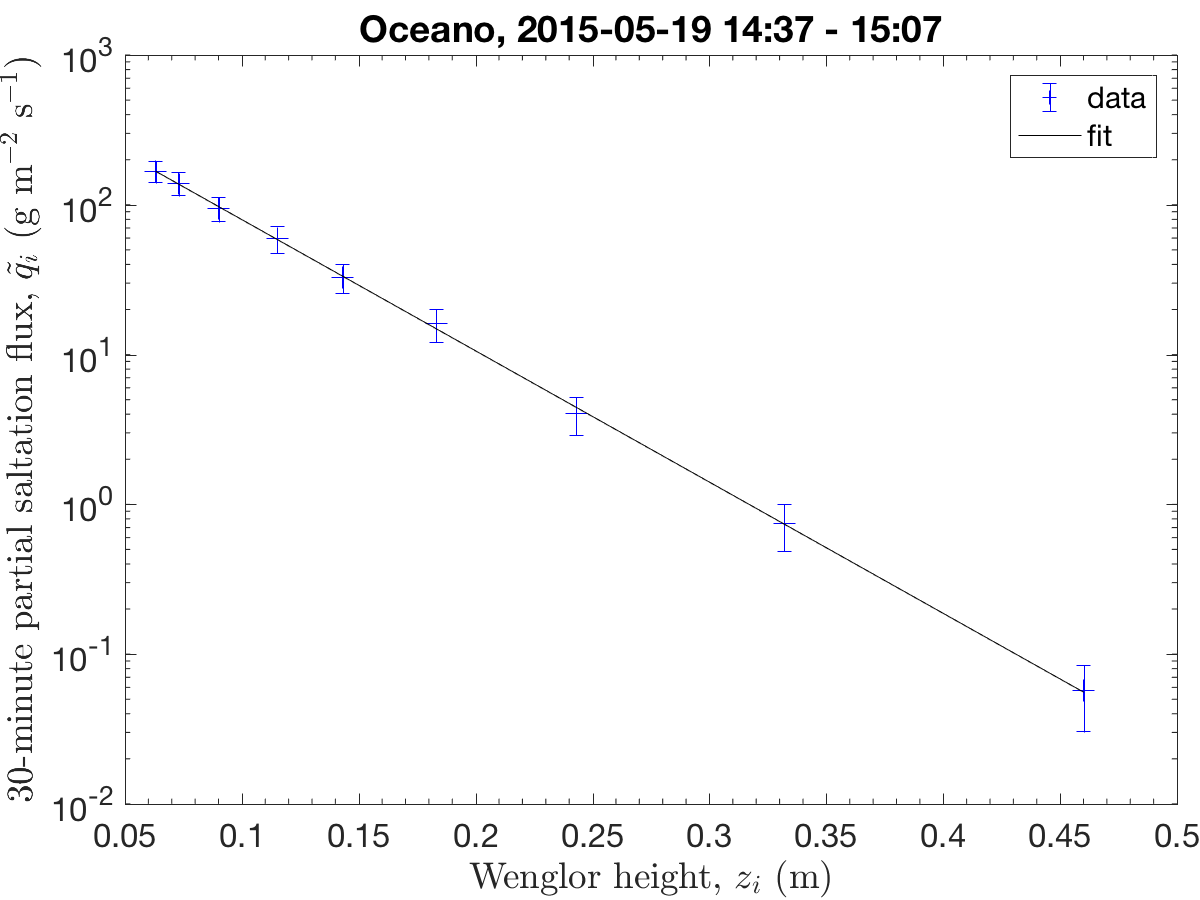 Oceano, 2015-05-19 14:37 - 15:07
data
fit
30-minute partial saltation flux, q̃ᵢ (g m⁻² s⁻¹)
10³
10²
10¹
10⁰
10⁻¹
10⁻²
0.05 0.1 0.15 0.2 0.25 0.3 0.35 0.4 0.45 0.5
Wenglor height, zᵢ (m)